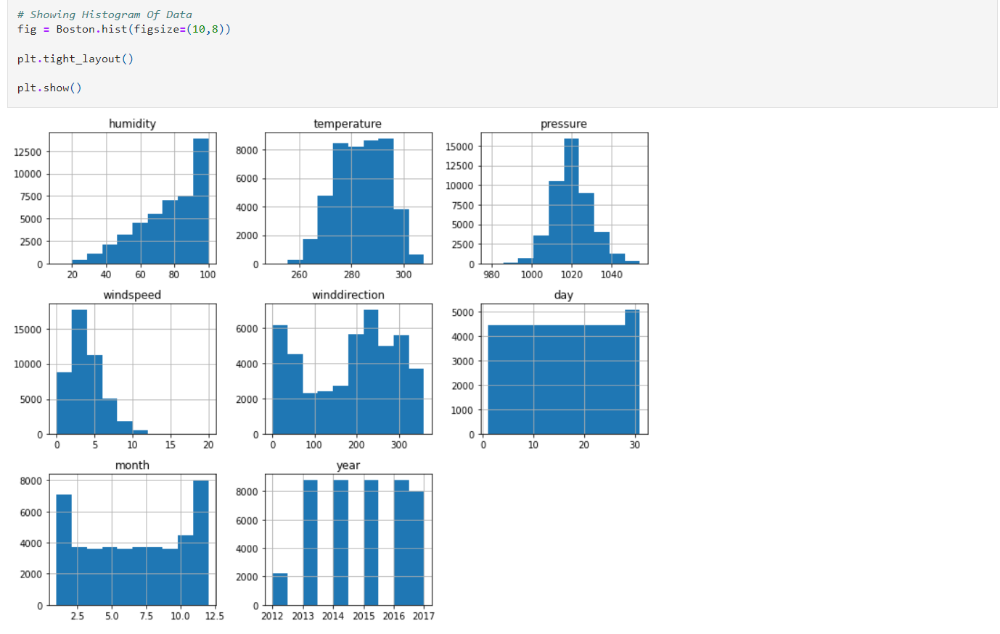 # Showing Histogram Of Data
fig = Boston.hist(figsize=(10,8))
plt.tight_layout()
plt.show()
humidity
12500
10000
7500
5000
2500
0
20 40 60 80 100
temperature
8000
6000
4000
2000
0
260 280 300
pressure
15000
12500
10000
7500
5000
2500
0
980 1000 1020 1040
windspeed
15000
10000
5000
0
0 5 10 15 20
winddirection
6000
4000
2000
0
0 100 200 300
day
5000
4000
3000
2000
1000
0
0 10 20 30
month
8000
6000
4000
2000
0
2.5 5.0 7.5 10.0 12.5
year
8000
6000
4000
2000
0
2012 2013 2014 2015 2016 2017